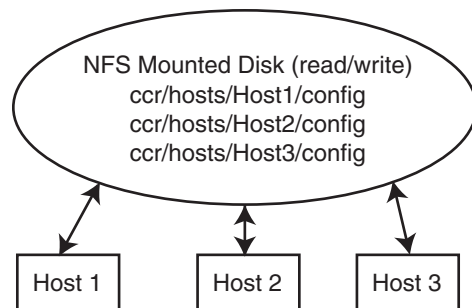 NFS Mounted Disk (read/write)
ccr/hosts/Host1/config
ccr/hosts/Host2/config
ccr/hosts/Host3/config
Host 1
Host 2
Host 3